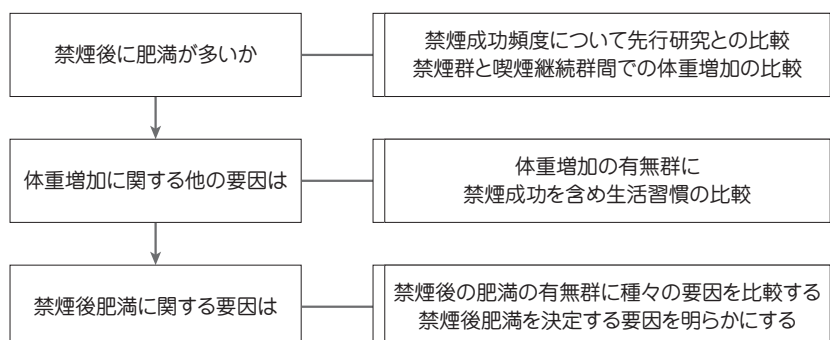 禁煙後に肥満が多いか
禁煙成功頻度について先行研究との比較
禁煙群と喫煙継続群間での体重増加の比較
体重増加に関する他の要因は
体重増加の有無群に
禁煙成功を含め生活習慣の比較
禁煙後肥満に関する要因は
禁煙後の肥満の有無群に種々の要因を比較する
禁煙後肥満を決定する要因を明らかにする